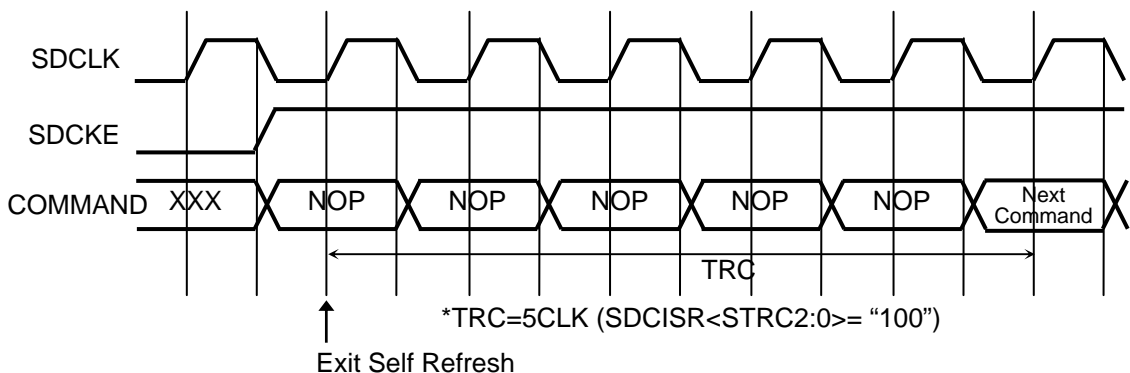 SDCLK
SDCKE
COMMAND XXX NOP NOP NOP NOP NOP Next
Command
TRC
*TRC=5CLK (SDCISR<STRC2:0>= “100”)
Exit Self Refresh